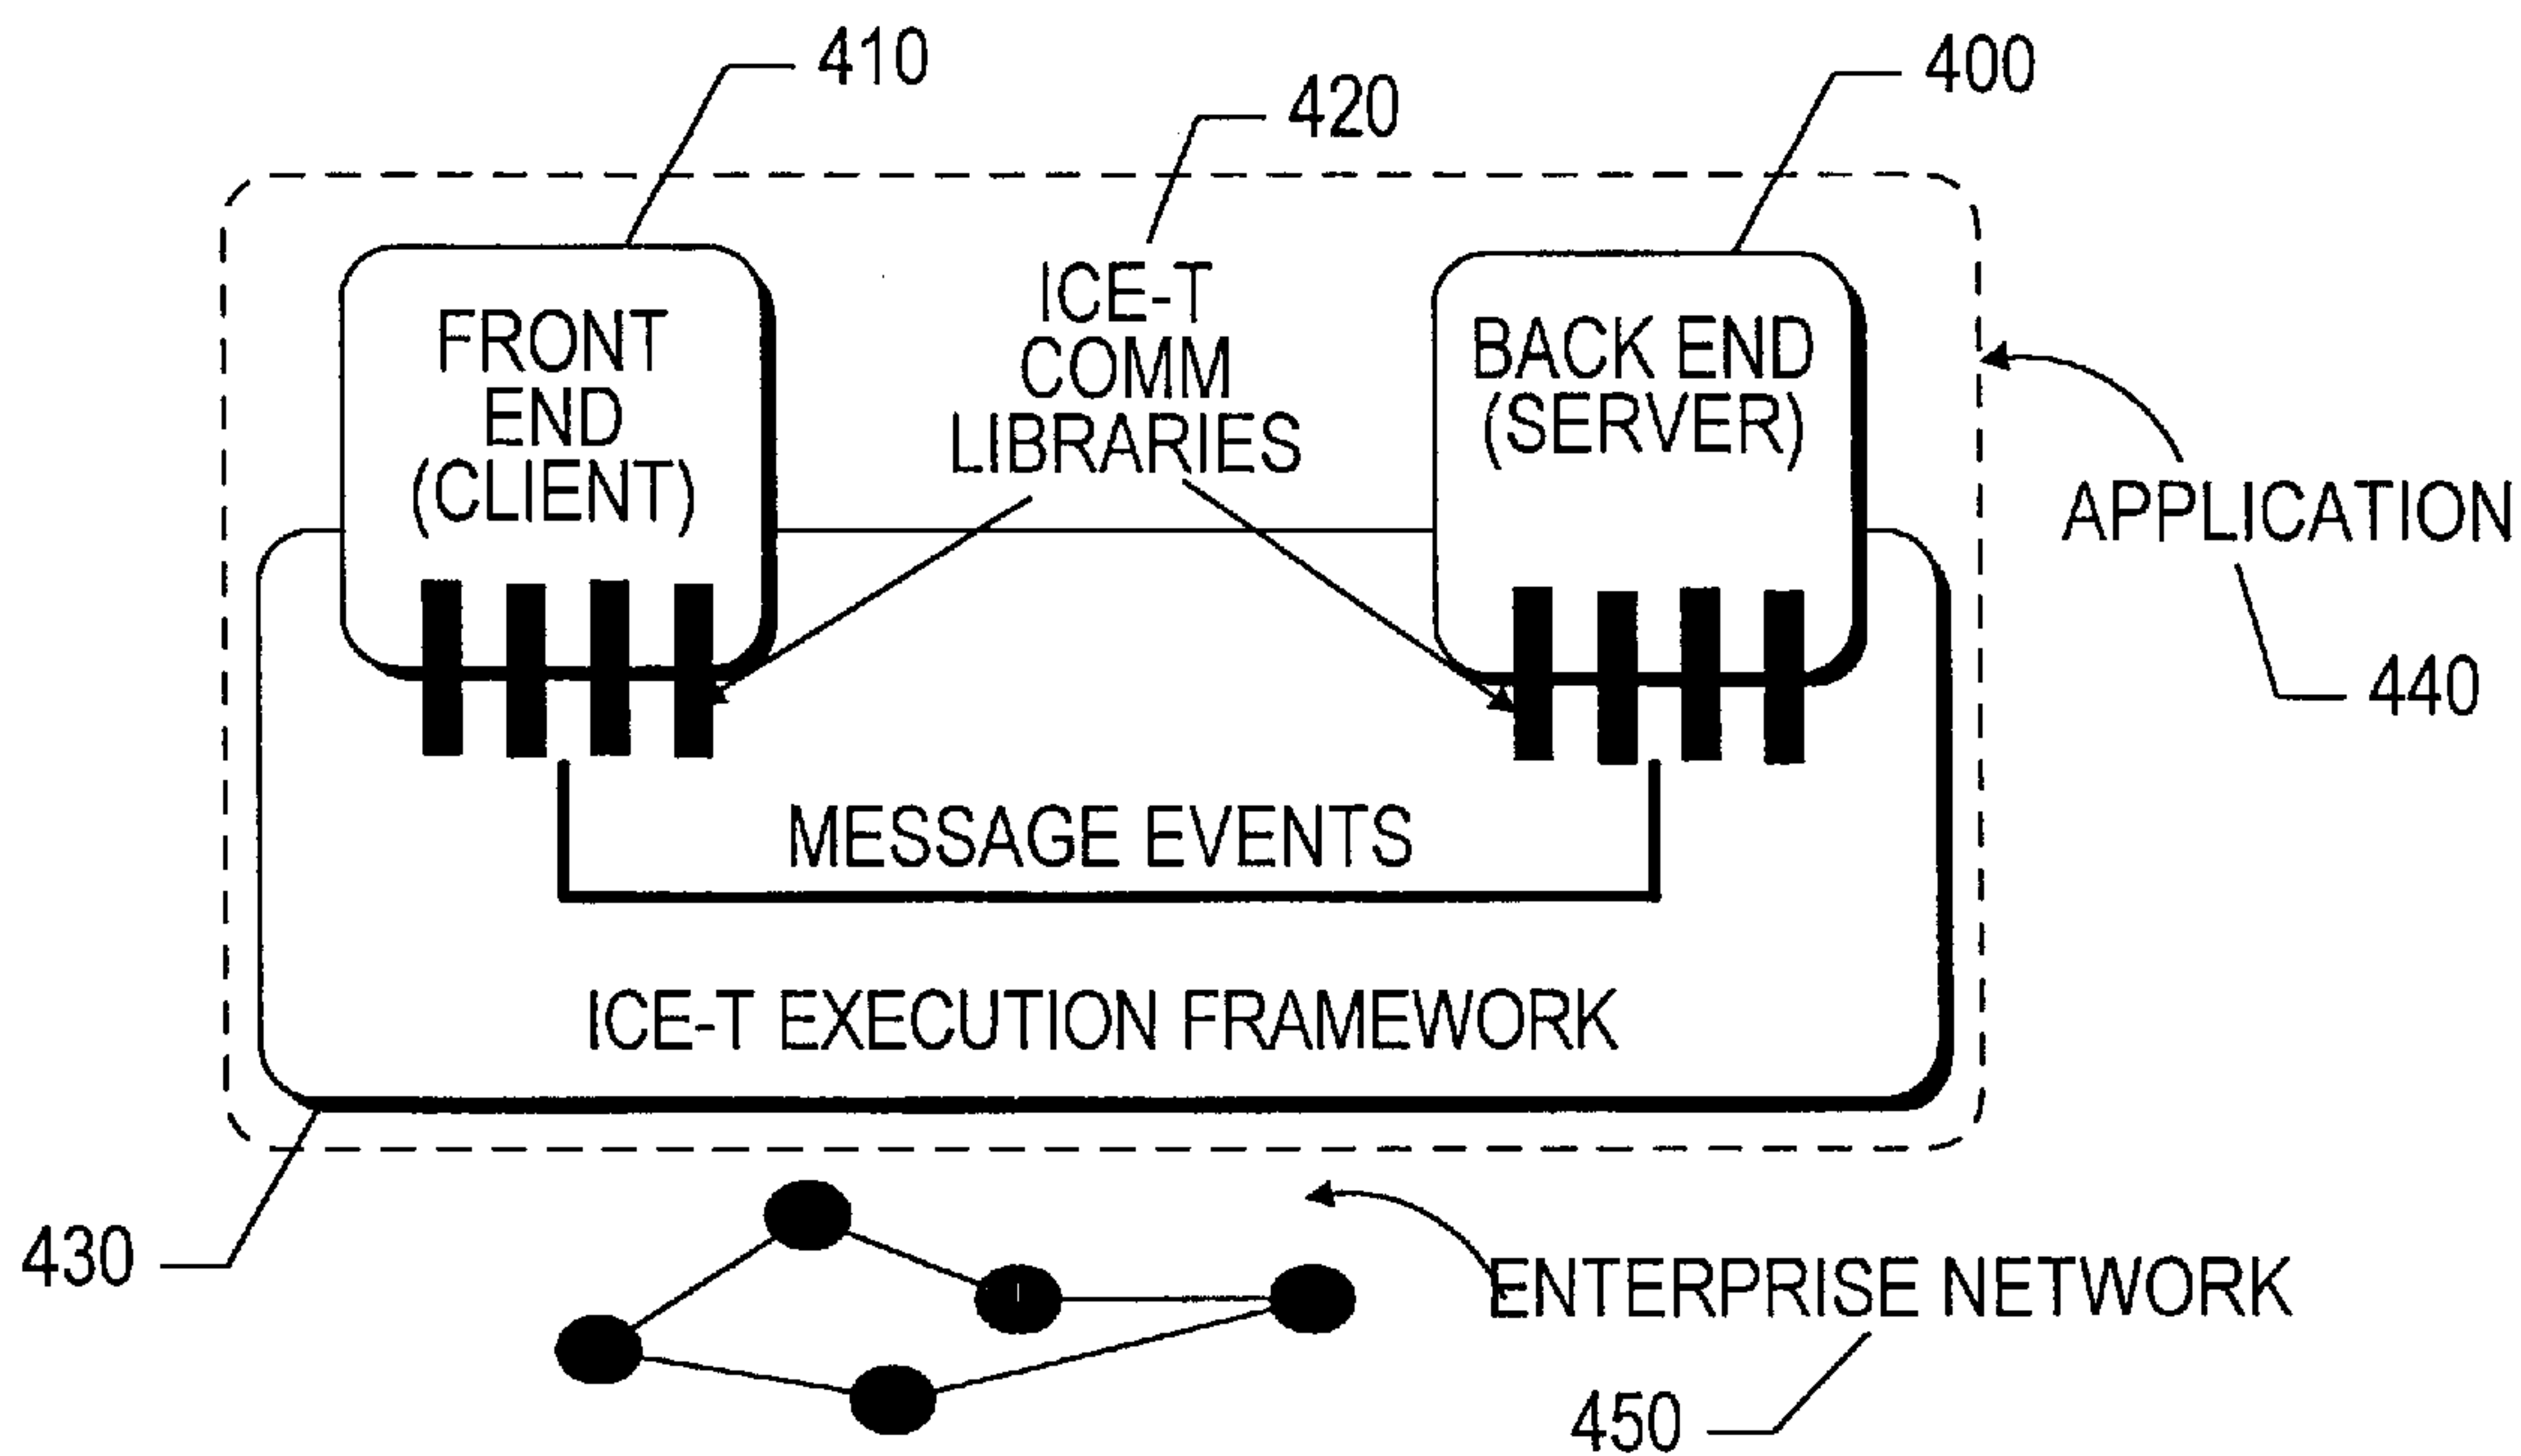 410
400
420
ICE-T
COMM
LIBRARIES
FRONT
END
(CLIENT)
BACK END
(SERVER)
APPLICATION
440
MESSAGE EVENTS
ICE-T EXECUTION FRAMEWORK
430
ENTERPRISE NETWORK
450